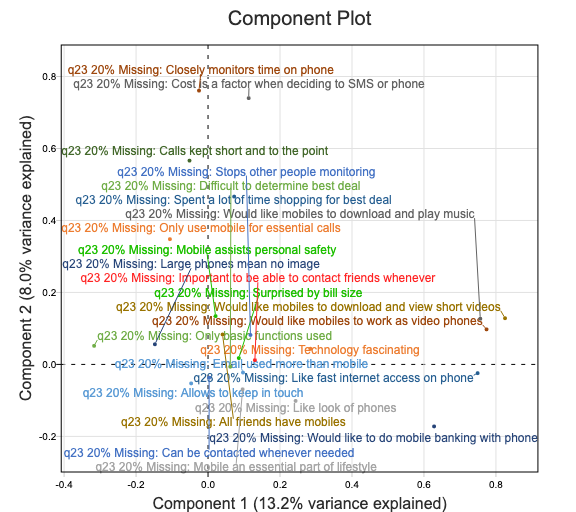 Component Plot
q23 20% Missing: Closely monitors time on phone
q23 20% Missing: Cost is a factor when deciding to SMS or phone
q23 20% Missing: Calls kept short and to the point
q23 20% Missing: Stops other people monitoring
q23 20% Missing: Difficult to determine best deal
q23 20% Missing: Spent a lot of time shopping for best deal
q23 20% Missing: Would like mobiles to download and play music
q23 20% Missing: Only use mobile for essential calls
q23 20% Missing: Mobile assists personal safety
q23 20% Missing: Large phones mean no image
q23 20% Missing: Important to be able to contact friends whenever
q23 20% Missing: Surprised by bill size
q23 20% Missing: Would like mobiles to download and view short videos
q23 20% Missing: Would like mobiles to work as video phones
q23 20% Missing: Only basic functions used
q23 20% Missing: Technology fascinating
q23 20% Missing: Email used more than mobile
q23 20% Missing: Like fast internet access on phone
q23 20% Missing: Allows to keep in touch
q23 20% Missing: Like look of phones
q23 20% Missing: All friends have mobiles
q23 20% Missing: Would like to do mobile banking with phone
q23 20% Missing: Can be contacted whenever needed
q23 20% Missing: Mobile an essential part of lifestyle
0.8
0.6
0.4
0.2
0.0
-0.2
-0.4
-0.2
0.0
0.2
0.4
0.6
0.8
Component 1 (13.2% variance explained)
Component 2 (8.0% variance explained)